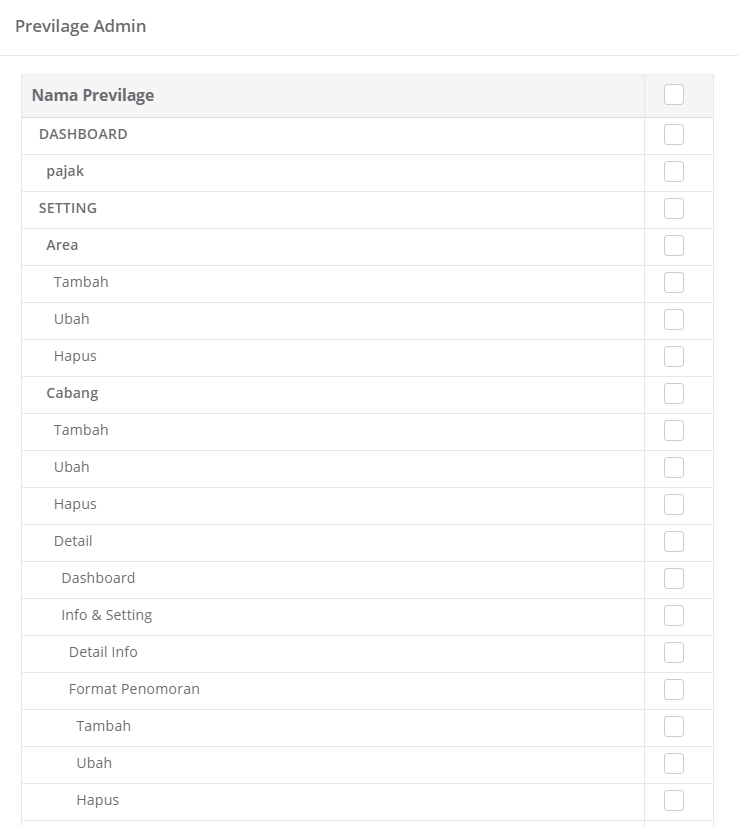 Previlage Admin
Nama Previlage
DASHBOARD
pajak
SETTING
Area
Tambah
Ubah
Hapus
Cabang
Tambah
Ubah
Hapus
Detail
Dashboard
Info & Setting
Detail Info
Format Penomoran
Tambah
Ubah
Hapus